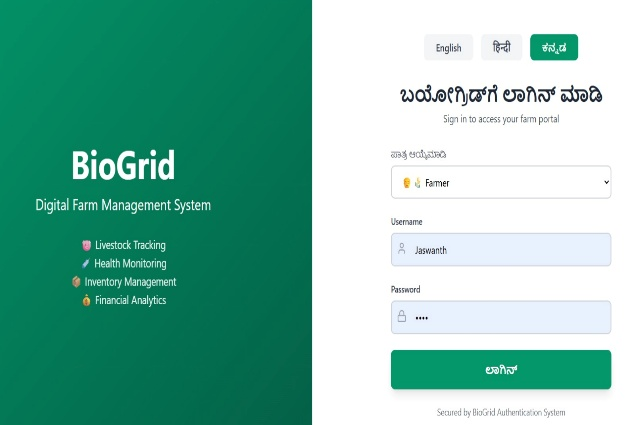 BioGrid
Digital Farm Management System
Livestock Tracking
Health Monitoring
Inventory Management
Financial Analytics
English हिन्दी ಕನ್ನಡ
ಬಯೋಗ್ರಿಡ್‌ಗೆ ಲಾಗಿನ್ ಮಾಡಿ
Sign in to access your farm portal
ಪಾತ್ರ ಆಯ್ಕೆಮಾಡಿ
Farmer
Username
Jaswanth
Password
••••
ಲಾಗಿನ್
Secured by BioGrid Authentication System